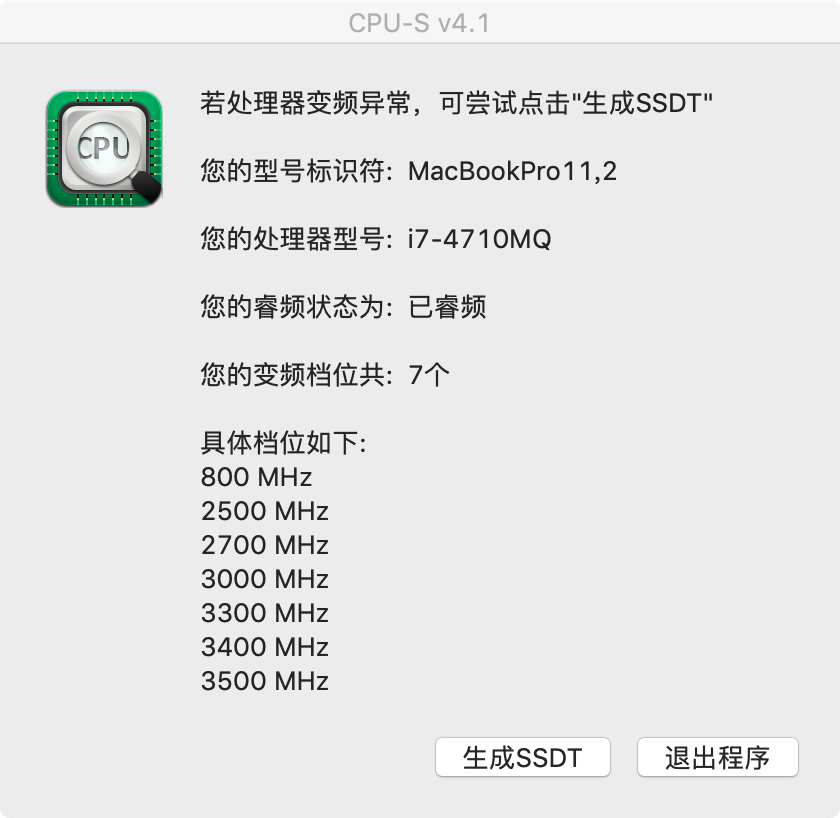 CPU-S v4.1
CPU
若处理器变频异常，可尝试点击"生成SSDT"
您的型号标识符：MacBookPro11,2
您的处理器型号：i7-4710MQ
您的睿频状态为：已睿频
您的变频档位共：7个
具体档位如下:
800 MHz
2500 MHz
2700 MHz
3000 MHz
3300 MHz
3400 MHz
3500 MHz
生成SSDT
退出程序